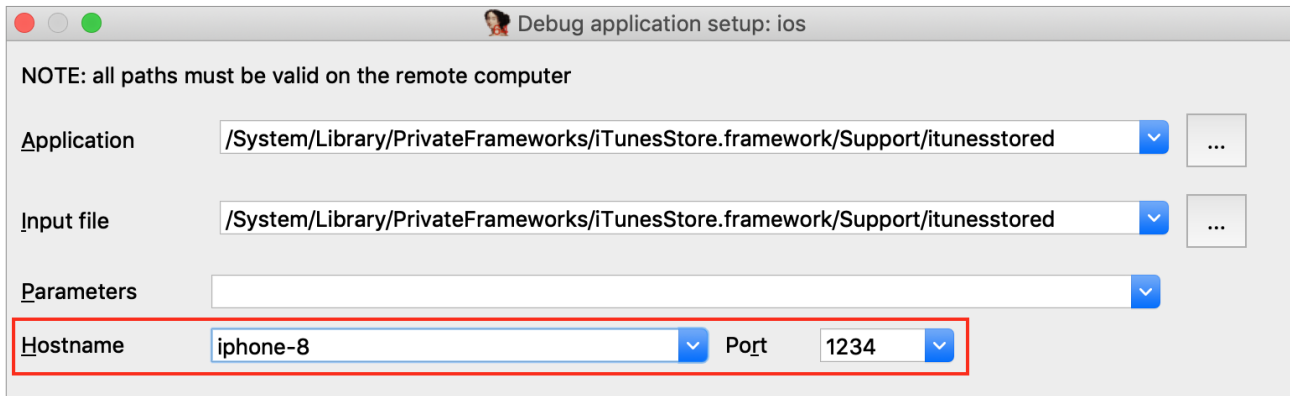 Debug application setup: ios
NOTE: all paths must be valid on the remote computer
Application /System/Library/PrivateFrameworks/iTunesStore.framework/Support/itunesstored ...
Input file /System/Library/PrivateFrameworks/iTunesStore.framework/Support/itunesstored ...
Parameters
Hostname iphone-8 Port 1234